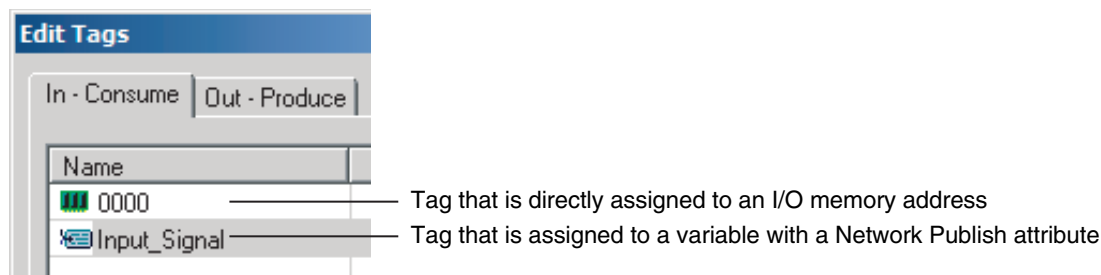 Edit Tags
In - Consume Out - Produce
Name
0000 Tag that is directly assigned to an I/O memory address
Input_Signal Tag that is assigned to a variable with a Network Publish attribute